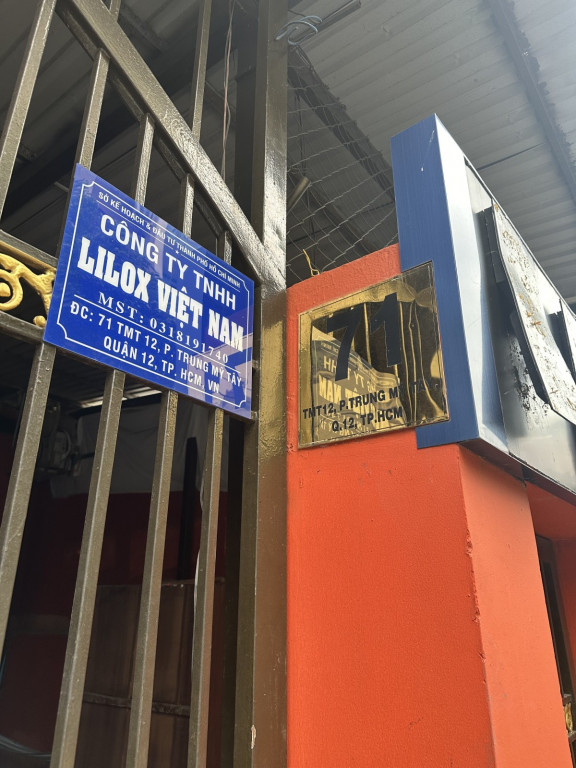 SỞ KẾ HOẠCH & ĐẦU TƯ THÀNH PHỐ HỒ CHÍ MINH
CÔNG TY TNHH
LILOX VIỆT NAM
MST: 0318191740
ĐC: 71 TMT 12, P. TRUNG MỸ TÂY
QUẬN 12, TP. HCM, VN
71
TMT12, P.TRUNG MỸ
Q.12, TP.HCM